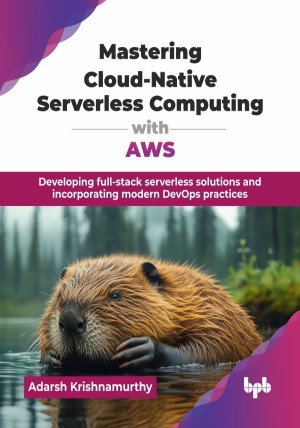 Mastering
Cloud-Native
Serverless Computing
with
AWS
Developing full-stack serverless solutions and
incorporating modern DevOps practices
Adarsh Krishnamurthy
bpb